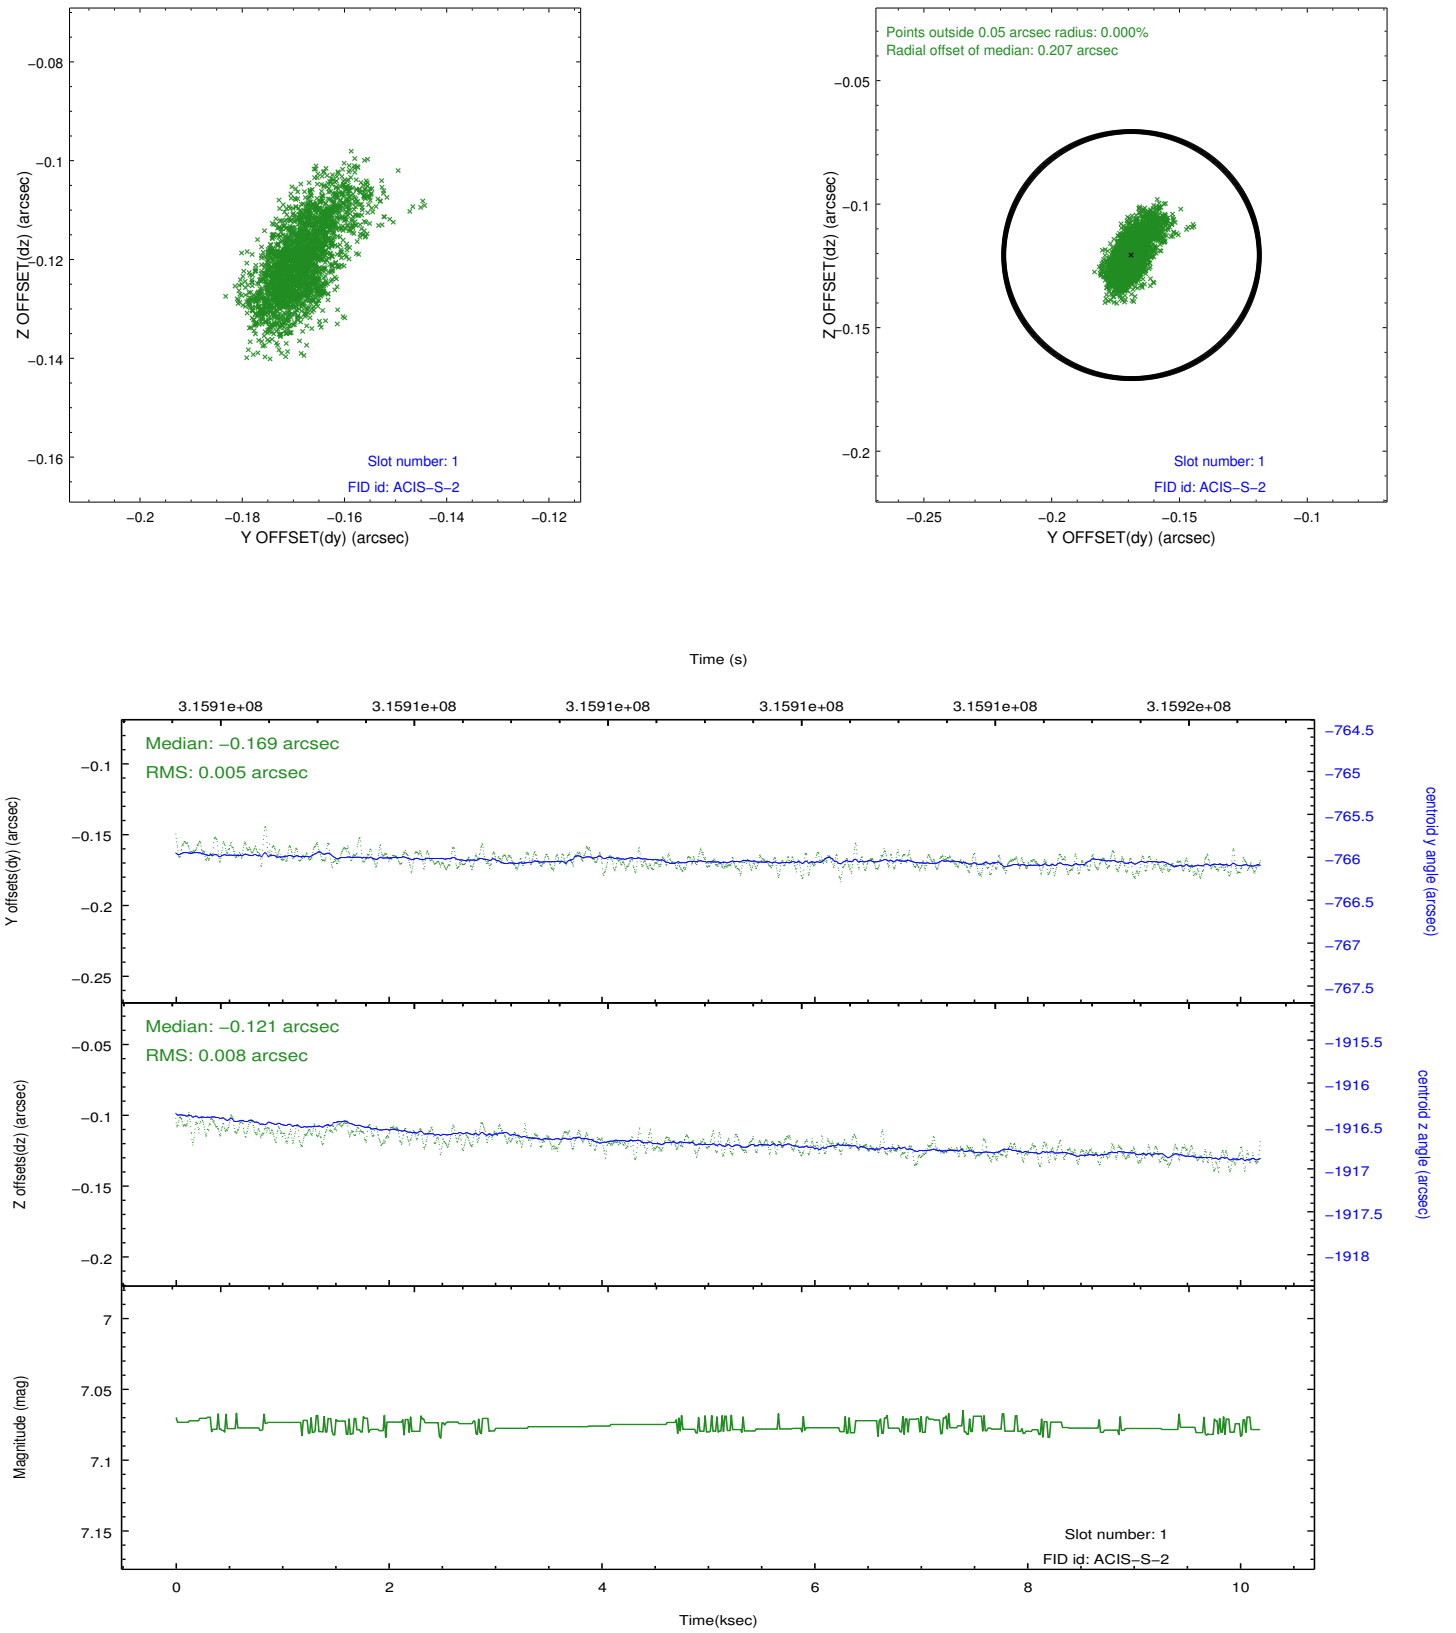 −0.08
−0.1
−0.12
−0.14
−0.16
Z OFFSET(dz) (arcsec)
Slot number: 1
FID id: ACIS−S−2
−0.2
−0.18
−0.16
−0.14
−0.12
Y OFFSET(dy) (arcsec)
Points outside 0.05 arcsec radius: 0.000%
Radial offset of median: 0.207 arcsec
−0.05
−0.1
−0.15
−0.2
Z OFFSET(dz) (arcsec)
Slot number: 1
FID id: ACIS−S−2
−0.25
−0.2
−0.15
−0.1
Y OFFSET(dy) (arcsec)
Time (s)
3.1591e+08
3.1591e+08
3.1591e+08
3.1591e+08
3.1591e+08
3.1592e+08
Median: −0.169 arcsec
RMS: 0.005 arcsec
−0.1
−0.15
−0.2
−0.25
Y offsets(dy) (arcsec)
−764.5
−765
−765.5
−766
−766.5
−767
−767.5
centroid y angle (arcsec)
Median: −0.121 arcsec
RMS: 0.008 arcsec
−0.05
−0.1
−0.15
−0.2
Z offsets(dz) (arcsec)
−1915.5
−1916
−1916.5
−1917
−1917.5
−1918
centroid z angle (arcsec)
7
7.05
7.1
7.15
Magnitude (mag)
Slot number: 1
FID id: ACIS−S−2
0
2
4
6
8
10
Time(ksec)